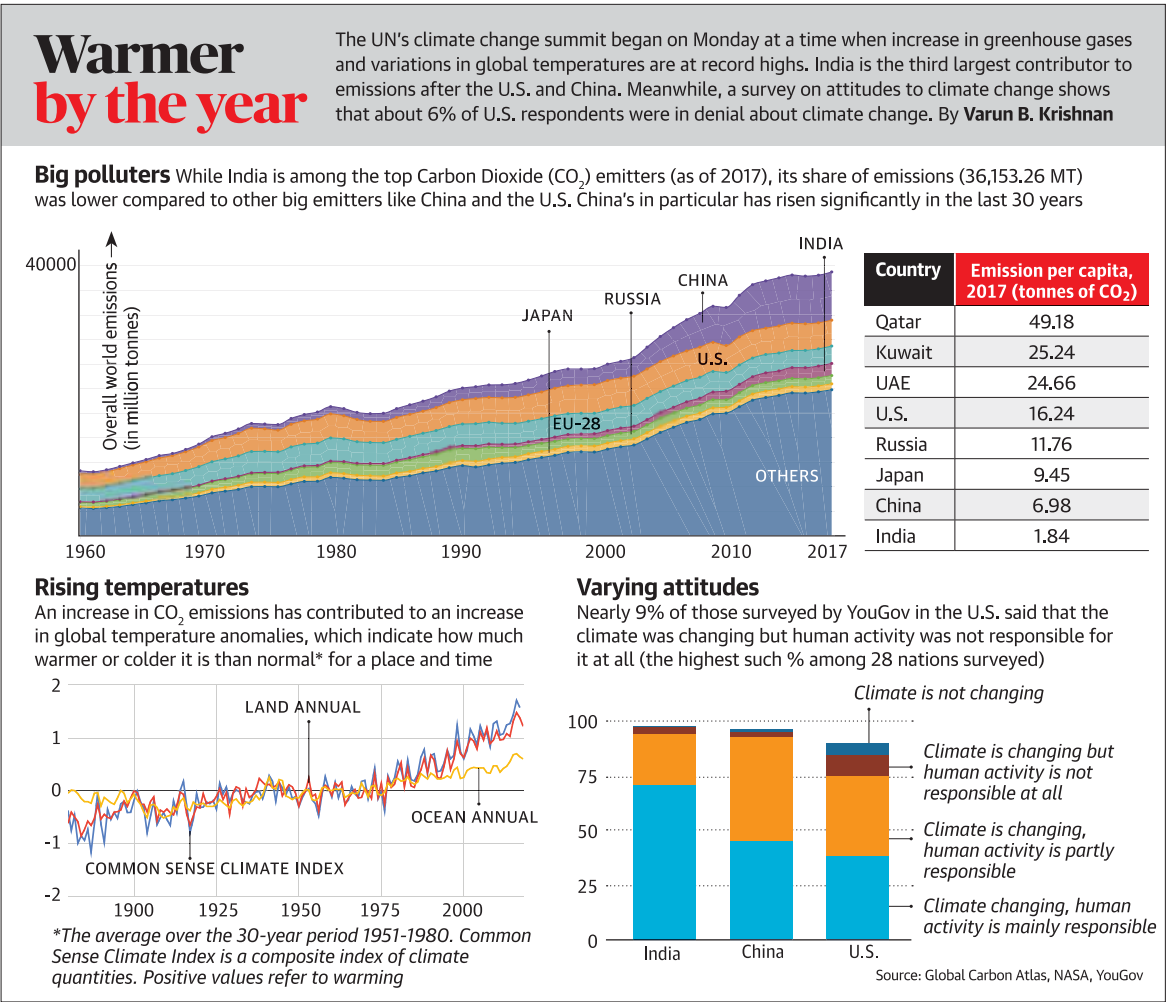 Warmer
by the year
The UN's climate change summit began on Monday at a time when increase in greenhouse gases
and variations in global temperatures are at record highs. India is the third largest contributor to
emissions after the U.S. and China. Meanwhile, a survey on attitudes to climate change shows
that about 6% of U.S. respondents were in denial about climate change. By Varun B. Krishnan
Big polluters While India is among the top Carbon Dioxide (CO₂) emitters (as of 2017), its share of emissions (36,153.26 MT)
was lower compared to other big emitters like China and the U.S. China's in particular has risen significantly in the last 30 years
40000
Overall world emissions
(in million tonnes)
JAPAN
RUSSIA
CHINA
INDIA
U.S.
EU-28
OTHERS
1960 1970 1980 1990 2000 2010 2017
Country Emission per capita,
2017 (tonnes of CO₂)
Qatar 49.18
Kuwait 25.24
UAE 24.66
U.S. 16.24
Russia 11.76
Japan 9.45
China 6.98
India 1.84
Rising temperatures
An increase in CO₂ emissions has contributed to an increase
in global temperature anomalies, which indicate how much
warmer or colder it is than normal* for a place and time
2
1
0
-1
-2
LAND ANNUAL
OCEAN ANNUAL
COMMON SENSE CLIMATE INDEX
1900 1925 1950 1975 2000
*The average over the 30-year period 1951-1980. Common
Sense Climate Index is a composite index of climate
quantities. Positive values refer to warming
Varying attitudes
Nearly 9% of those surveyed by YouGov in the U.S. said that the
climate was changing but human activity was not responsible for
it at all (the highest such % among 28 nations surveyed)
100
75
50
25
0
Climate is not changing
Climate is changing but
human activity is not
responsible at all
Climate is changing,
human activity is partly
responsible
Climate changing, human
activity is mainly responsible
India China U.S.
Source: Global Carbon Atlas, NASA, YouGov